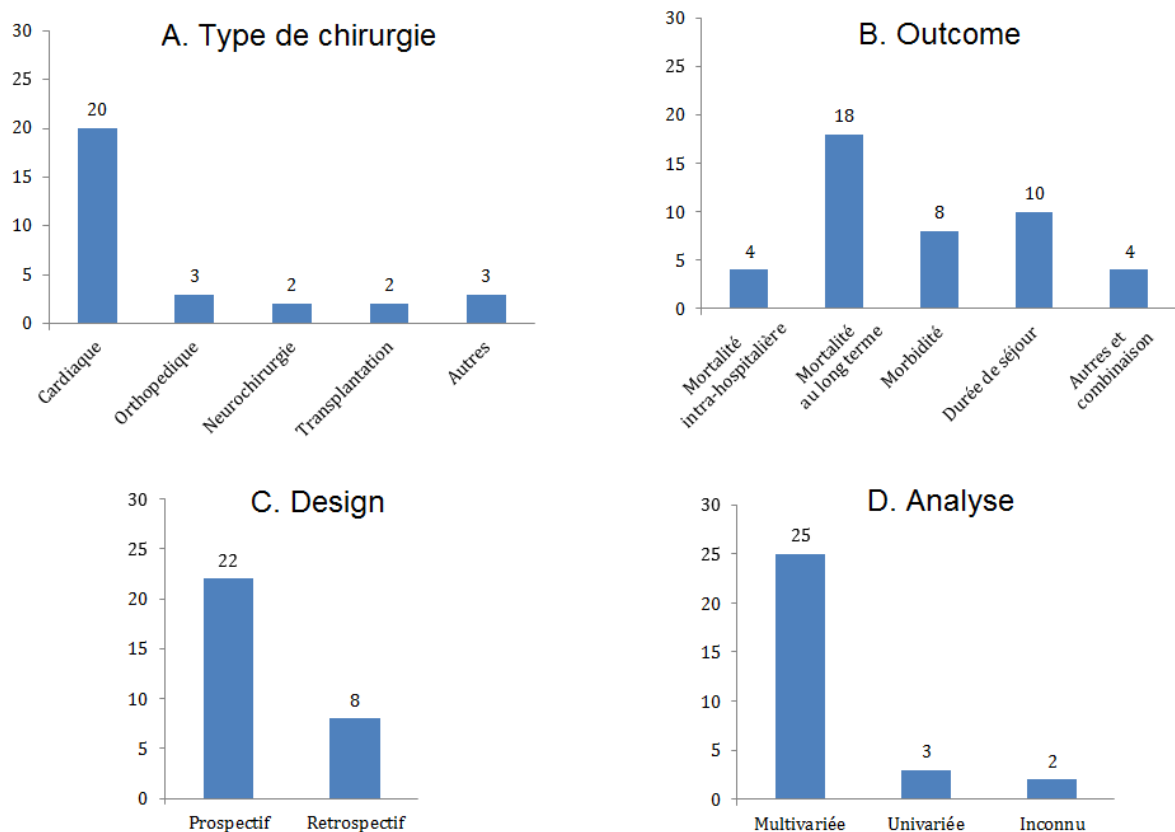 A. Type de chirurgie
30
25
20
15
10
5
0
20
3
2
2
3
Cardiaque
Orthopedique
Neurochirurgie
Transplantation
Autres
B. Outcome
30
25
20
15
10
5
0
4
18
8
10
4
Mortalité
intra-hospitalière
Mortalité
au long terme
Morbidité
Durée de séjour
Autres et
combinaison
C. Design
30
25
20
15
10
5
0
22
8
Prospectif
Retrospectif
D. Analyse
30
25
20
15
10
5
0
25
3
2
Multivariée
Univariée
Inconnu